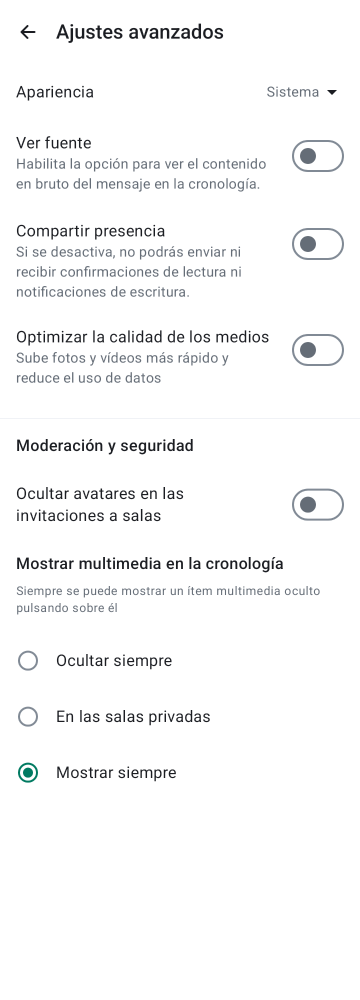 Ajustes avanzados
Apariencia
Sistema
Ver fuente
Habilita la opción para ver el contenido
en bruto del mensaje en la cronología.
Compartir presencia
Si se desactiva, no podrás enviar ni
recibir confirmaciones de lectura ni
notificaciones de escritura.
Optimizar la calidad de los medios
Sube fotos y vídeos más rápido y
reduce el uso de datos
Moderación y seguridad
Ocultar avatares en las
invitaciones a salas
Mostrar multimedia en la cronología
Siempre se puede mostrar un ítem multimedia oculto
pulsando sobre él
Ocultar siempre
En las salas privadas
Mostrar siempre